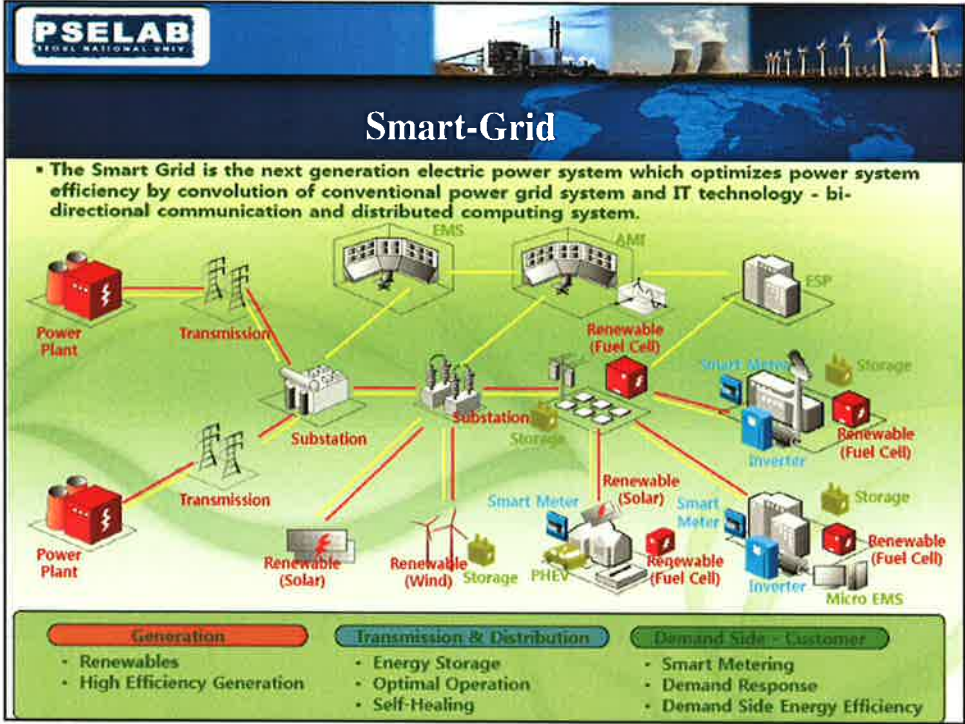 PSELAB
SEOUL NATIONAL UNIV.
Smart-Grid
▪ The Smart Grid is the next generation electric power system which optimizes power system
efficiency by convolution of conventional power grid system and IT technology - bi-
directional communication and distributed computing system.
EMS
AMI
ESP
Power
Plant
Transmission
Renewable
(Fuel Cell)
Smart Meter
Storage
Substation
Substation
Storage
Inverter
Renewable
(Fuel Cell)
Transmission
Power
Plant
Renewable
(Solar)
Renewable
(Wind)
Storage
Smart Meter
Renewable
(Solar)
PHEV
Renewable
(Fuel Cell)
Smart
Meter
Storage
Inverter
Renewable
(Fuel Cell)
Micro EMS
Generation
• Renewables
• High Efficiency Generation
Transmission & Distribution
• Energy Storage
• Optimal Operation
• Self-Healing
Demand Side - Customer
• Smart Metering
• Demand Response
• Demand Side Energy Efficiency